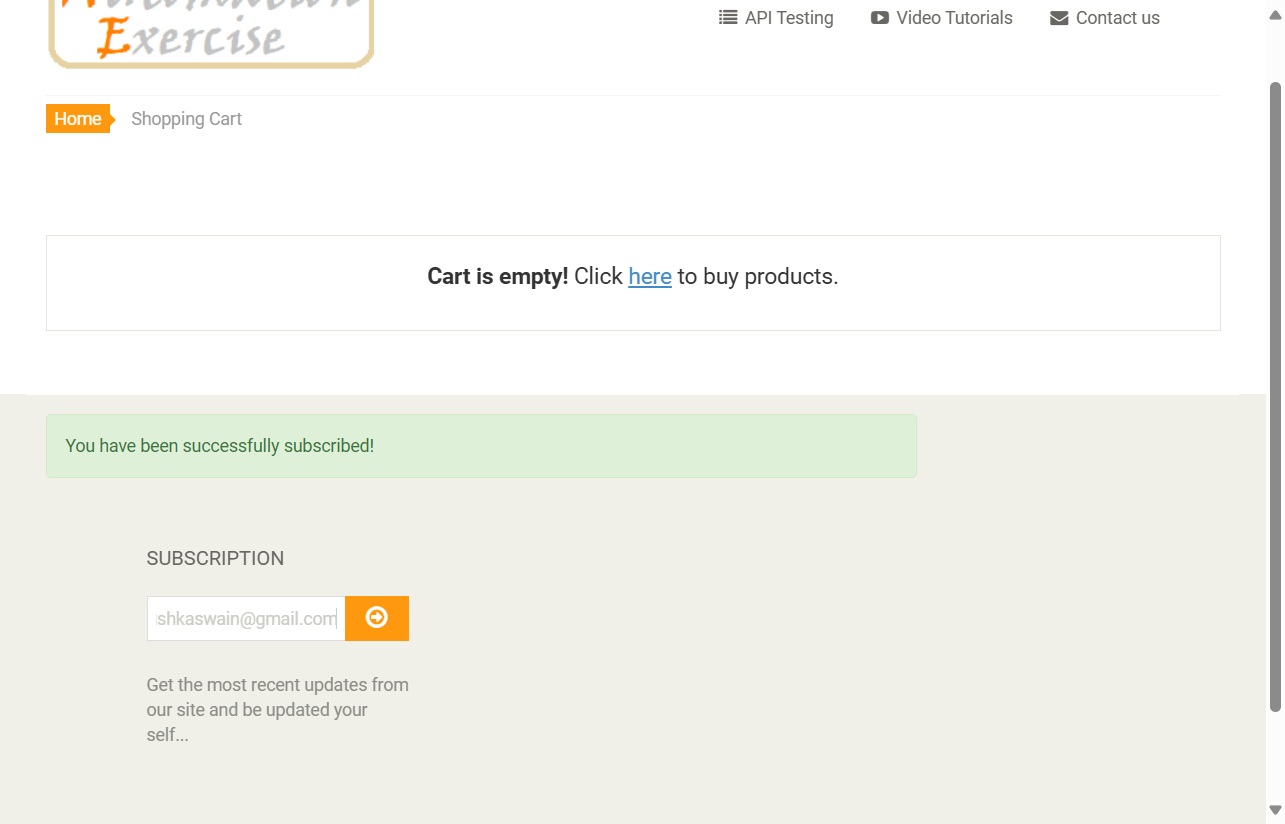 Automation
Exercise
API Testing Video Tutorials Contact us
Home Shopping Cart
Cart is empty! Click here to buy products.
You have been successfully subscribed!
SUBSCRIPTION
shkaswain@gmail.com
Get the most recent updates from
our site and be updated your
self...